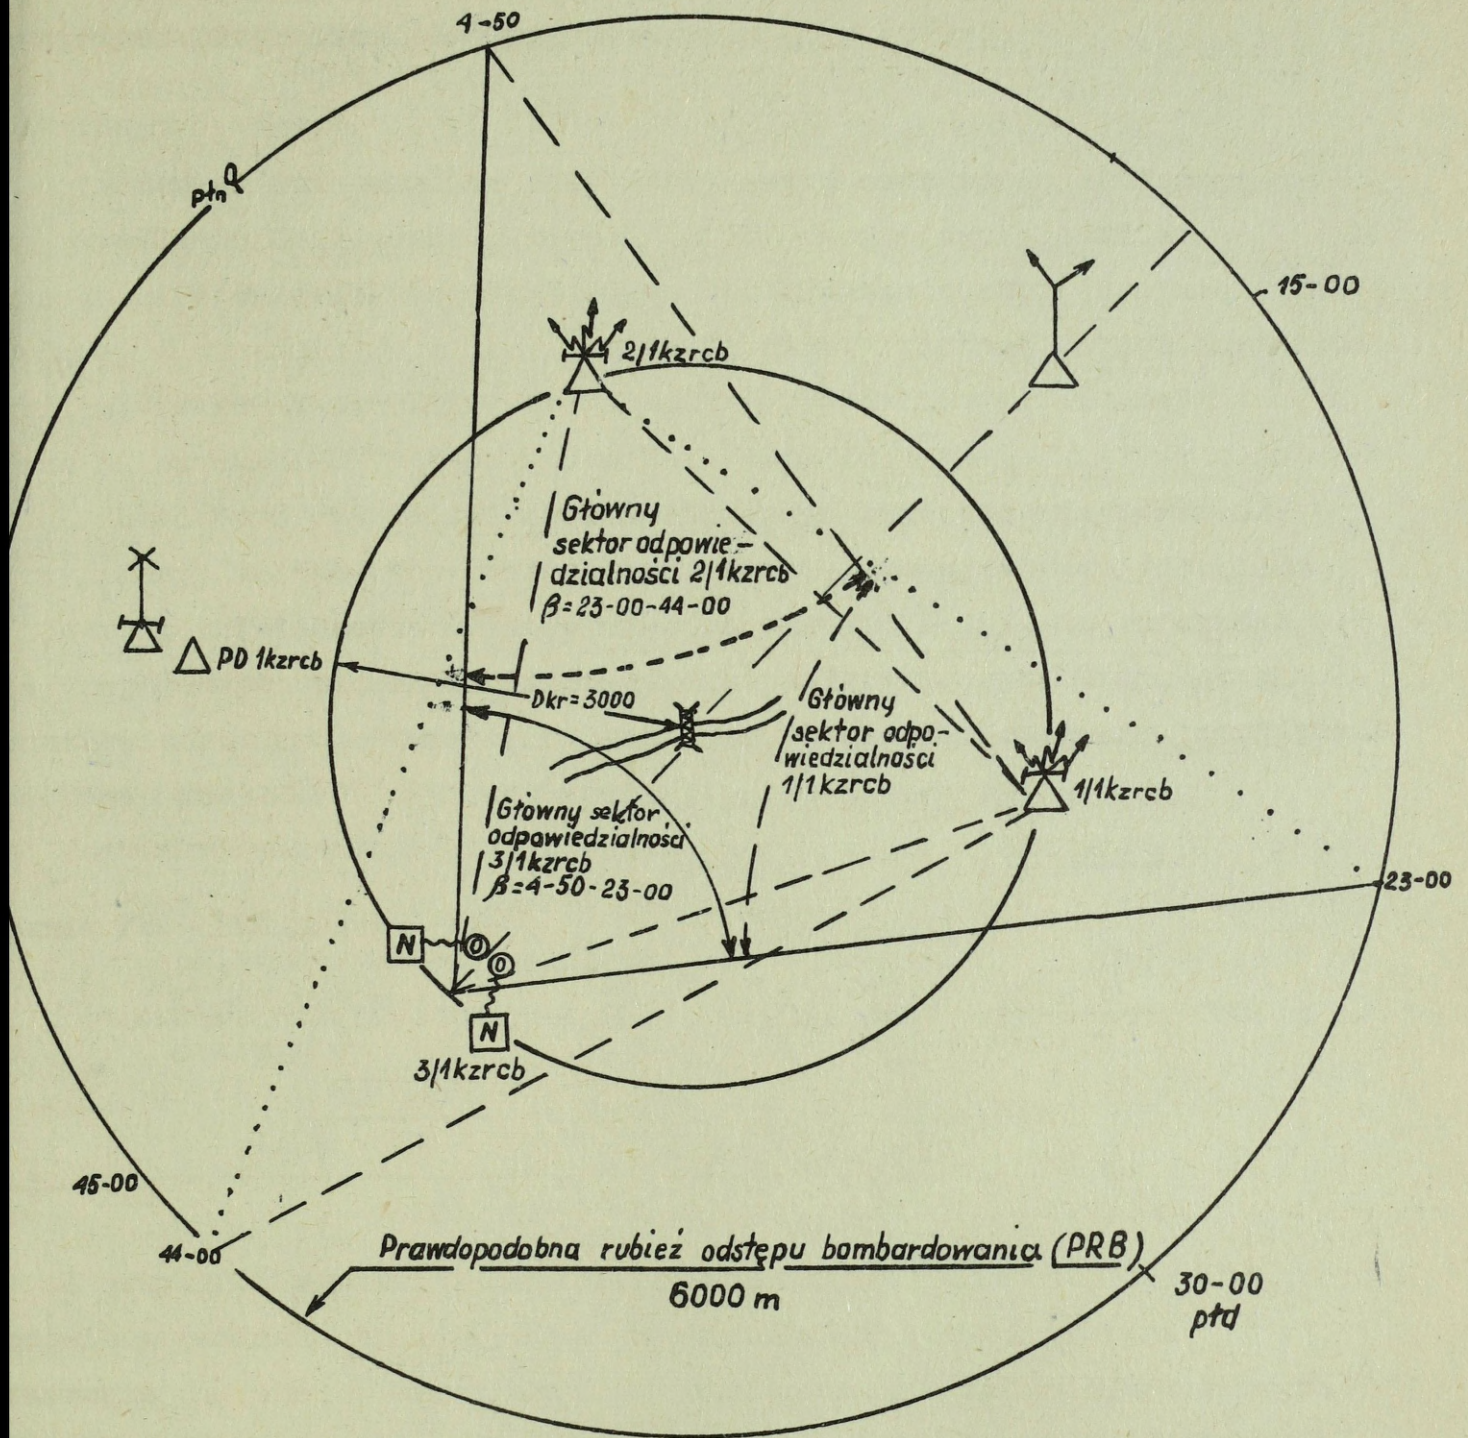 4-50
płn
15-00
2/1kzrcb
Główny
sektor odpowie-
dzialności 2/1kzrcb
β=23-00-44-00
PD 1kzrcb
Dkr=3000
Główny
sektor odpo-
wiedzialności
1/1kzrcb
1/1kzrcb
Główny sektor
odpowiedzialności
3/1kzrcb
β=4-50-23-00
23-00
N
O
O
N
3/1kzrcb
45-00
44-00
Prawdopodobna rubież odstępu bombardowania (PRB)
6000 m
30-00
płd